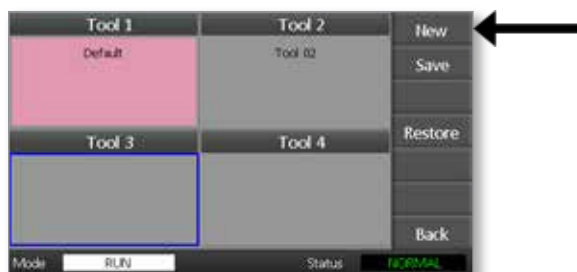 Tool 1 Tool 2 New
Default Tool 02
Save
Tool 3 Tool 4 Restore
Back
Mode RUN Status NORMAL